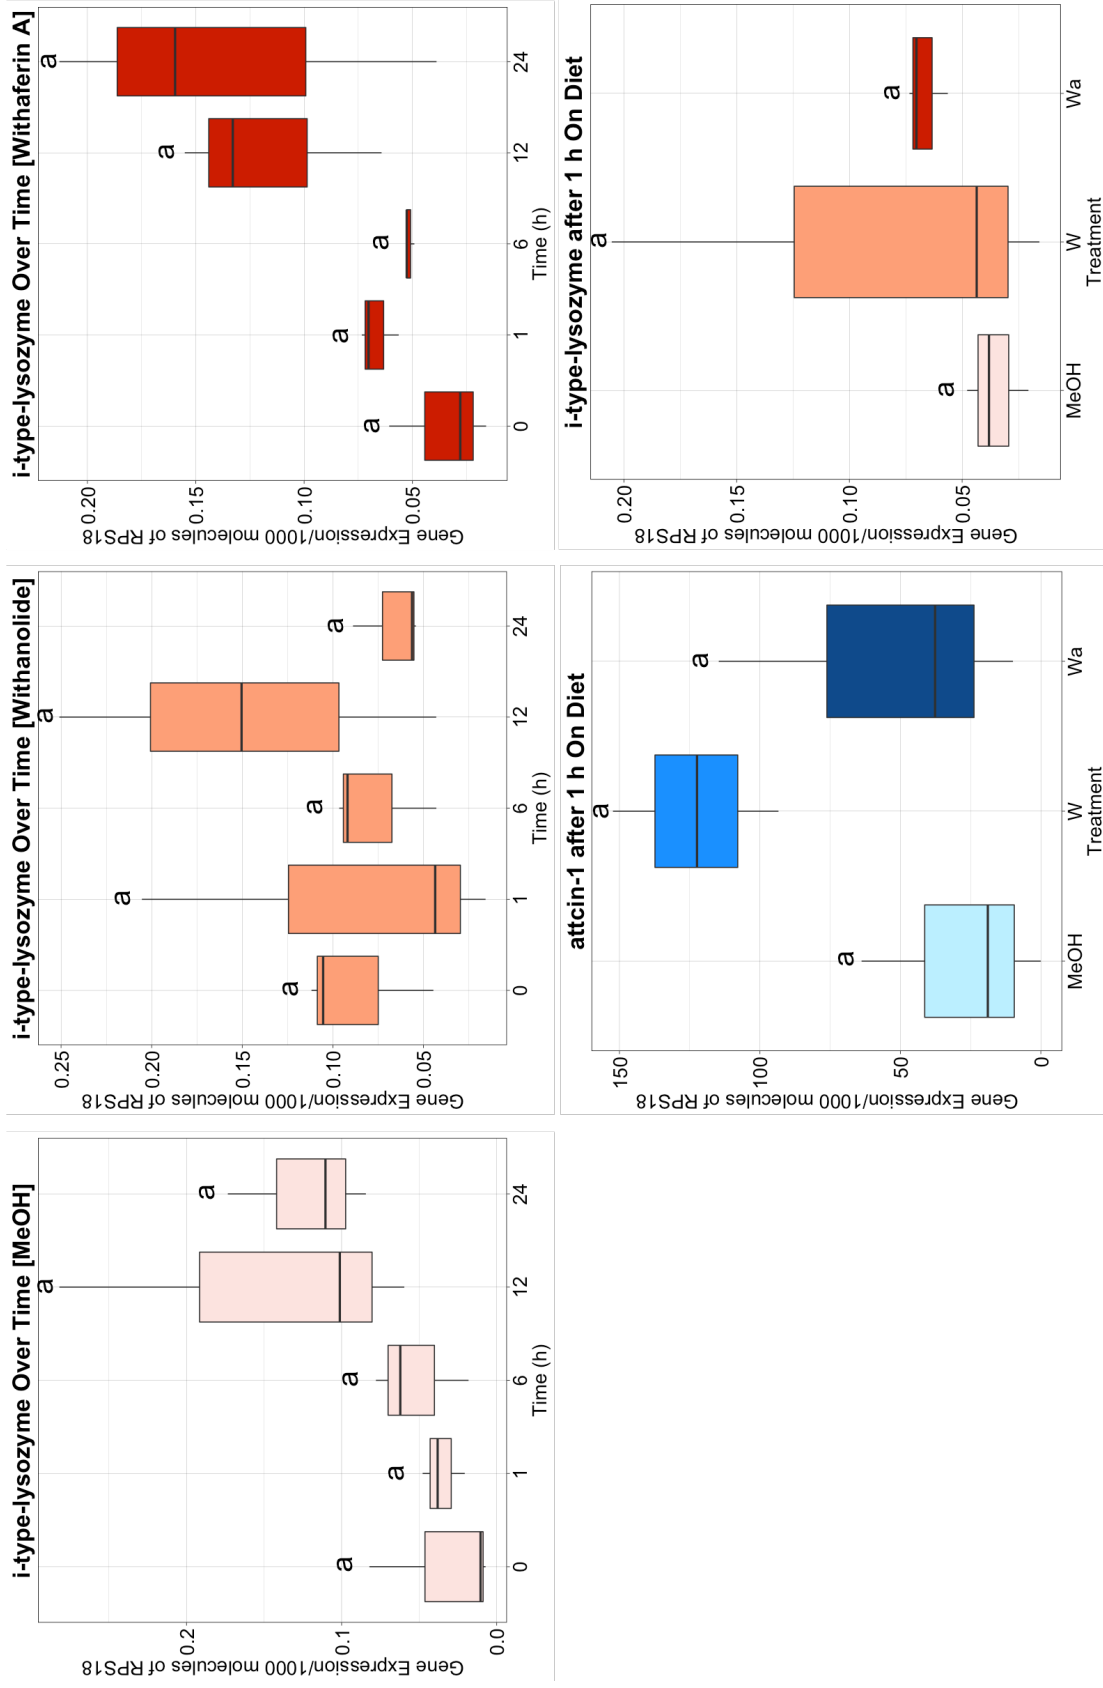 i-type-lysozyme Over Time [MeOH]
Gene Expression/1000 molecules of RPS18
0.2
0.1
0.0
a
a
a
a
a
0
1
6
12
24
Time (h)
i-type-lysozyme Over Time [Withanolide]
Gene Expression/1000 molecules of RPS18
0.25
0.20
0.15
0.10
0.05
a
a
a
a
a
0
1
6
12
24
Time (h)
i-type-lysozyme Over Time [Withaferin A]
Gene Expression/1000 molecules of RPS18
0.20
0.15
0.10
0.05
a
a
a
a
a
0
1
6
12
24
Time (h)
attcin-1 after 1 h On Diet
Gene Expression/1000 molecules of RPS18
150
100
50
0
a
a
a
MeOH
W
Wa
Treatment
i-type-lysozyme after 1 h On Diet
Gene Expression/1000 molecules of RPS18
0.20
0.15
0.10
0.05
a
a
a
MeOH
W
Wa
Treatment